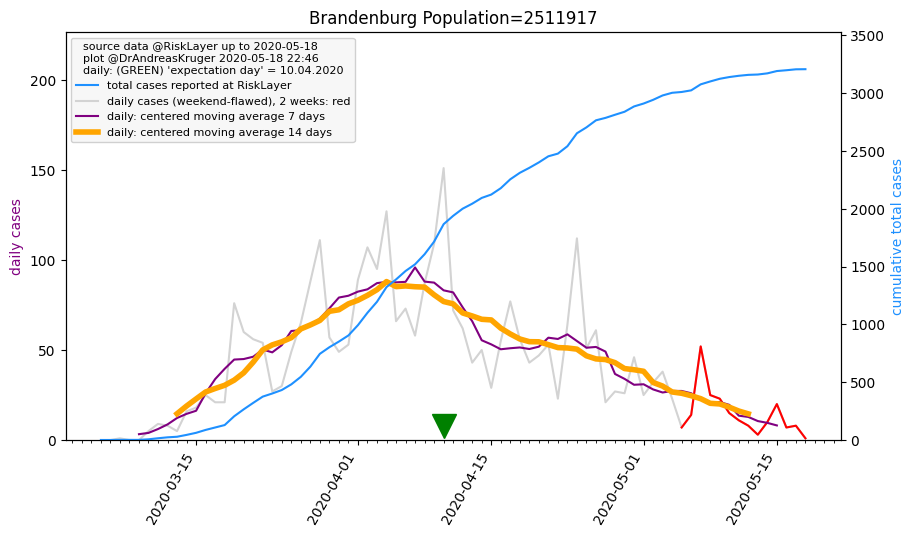 Brandenburg Population=2511917
source data @RiskLayer up to 2020-05-18
plot @DrAndreasKruger 2020-05-18 22:46
daily: (GREEN) 'expectation day' = 10.04.2020
total cases reported at RiskLayer
daily cases (weekend-flawed), 2 weeks: red
daily: centered moving average 7 days
daily: centered moving average 14 days
daily cases
200
150
100
50
0
3500
3000
2500
2000
1500
1000
500
0
cumulative total cases
2020-03-15
2020-04-01
2020-04-15
2020-05-01
2020-05-15